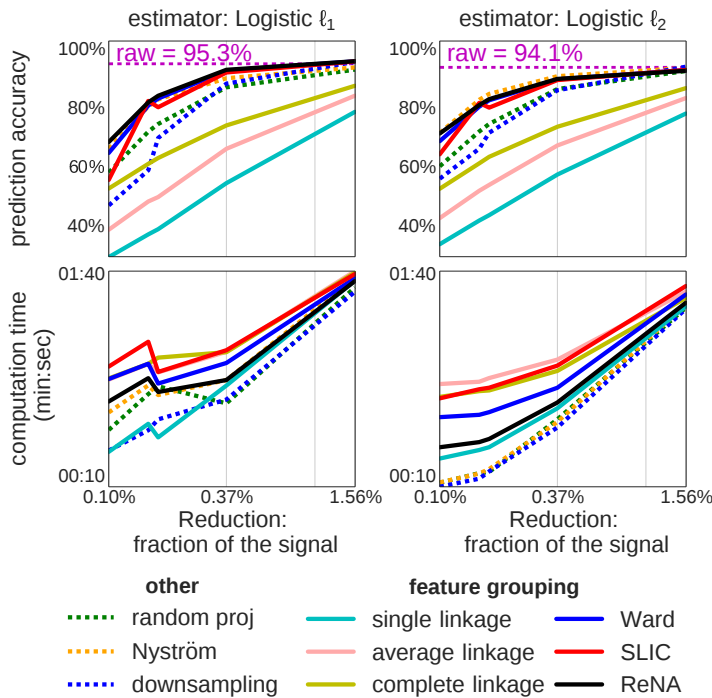 estimator: Logistic ℓ1
estimator: Logistic ℓ2
prediction accuracy
100%
80%
60%
40%
raw = 95.3%
100%
80%
60%
40%
raw = 94.1%
computation time
(min:sec)
01:40
00:10
01:40
00:10
0.10%
0.37%
1.56%
0.10%
0.37%
1.56%
Reduction:
fraction of the signal
Reduction:
fraction of the signal
other
random proj
Nyström
downsampling
feature grouping
single linkage
average linkage
complete linkage
Ward
SLIC
ReNA